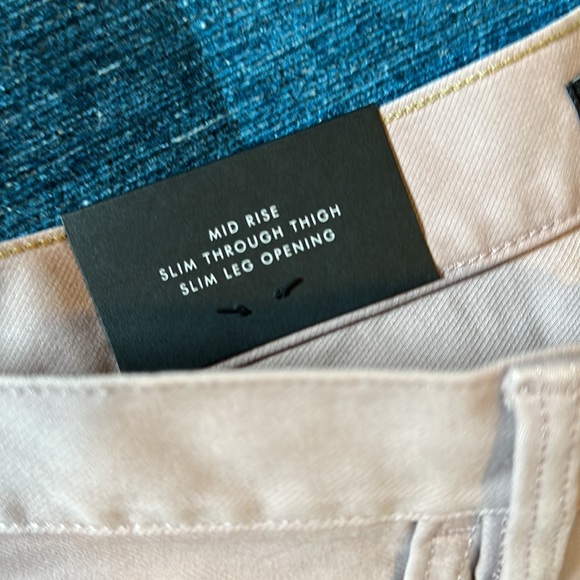 MID RISE
SLIM THROUGH THIGH
SLIM LEG OPENING